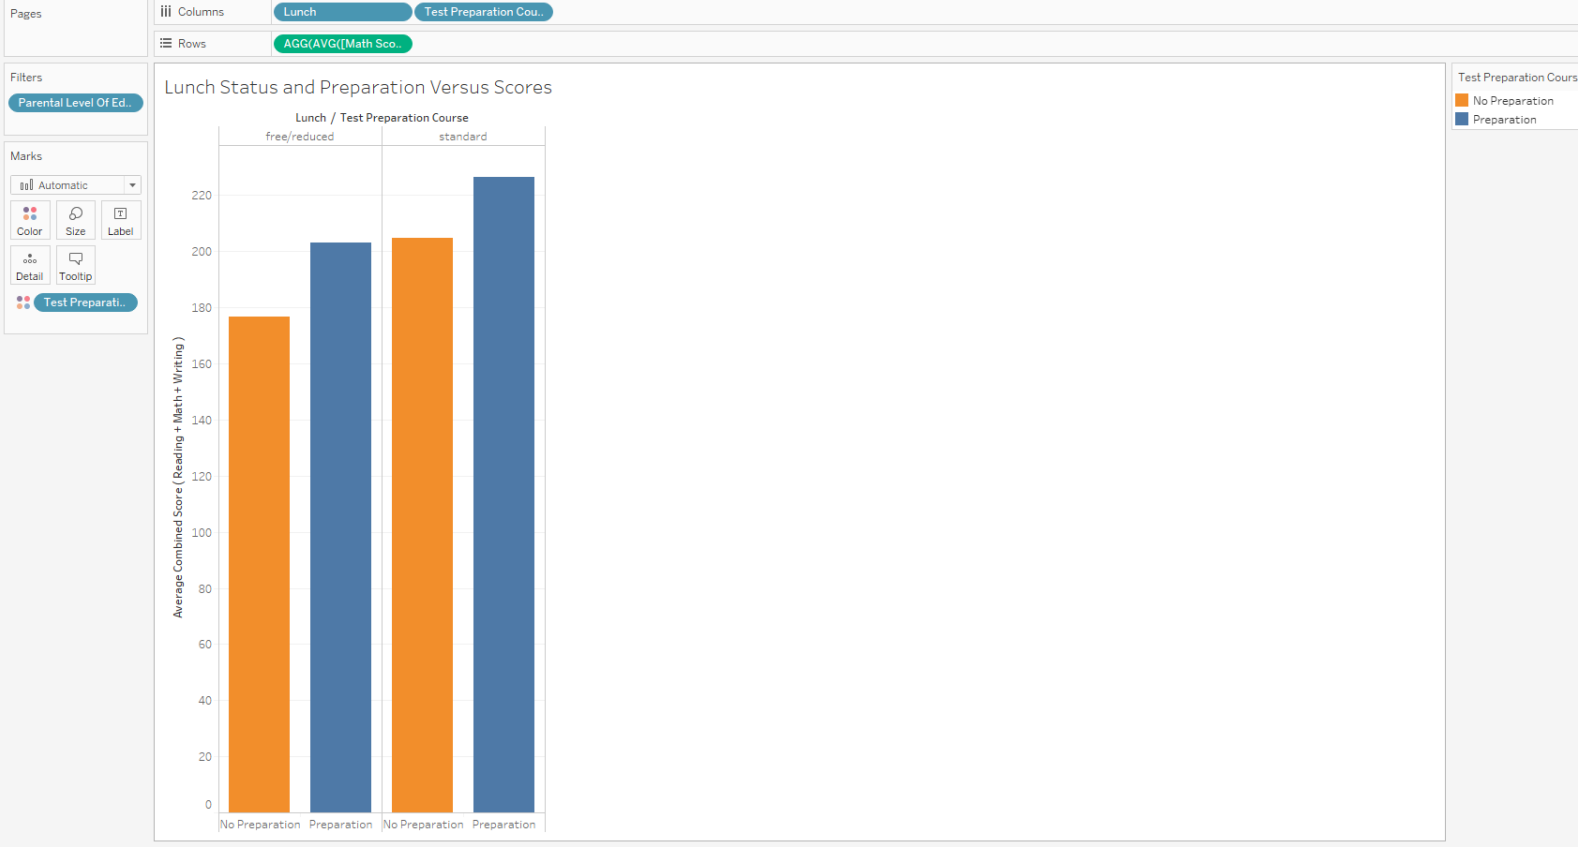 Pages
Columns
Lunch
Test Preparation Cou..
Rows
AGG(AVG([Math Sco..
Filters
Parental Level Of Ed..
Marks
Automatic
Color
Size
Label
Detail
Tooltip
Test Preparati..
Lunch Status and Preparation Versus Scores
Lunch / Test Preparation Course
free/reduced
standard
220
200
180
160
140
120
100
80
60
40
20
0
Average Combined Score ( Reading + Math + Writing )
No Preparation
Preparation
No Preparation
Preparation
Test Preparation Cours
No Preparation
Preparation